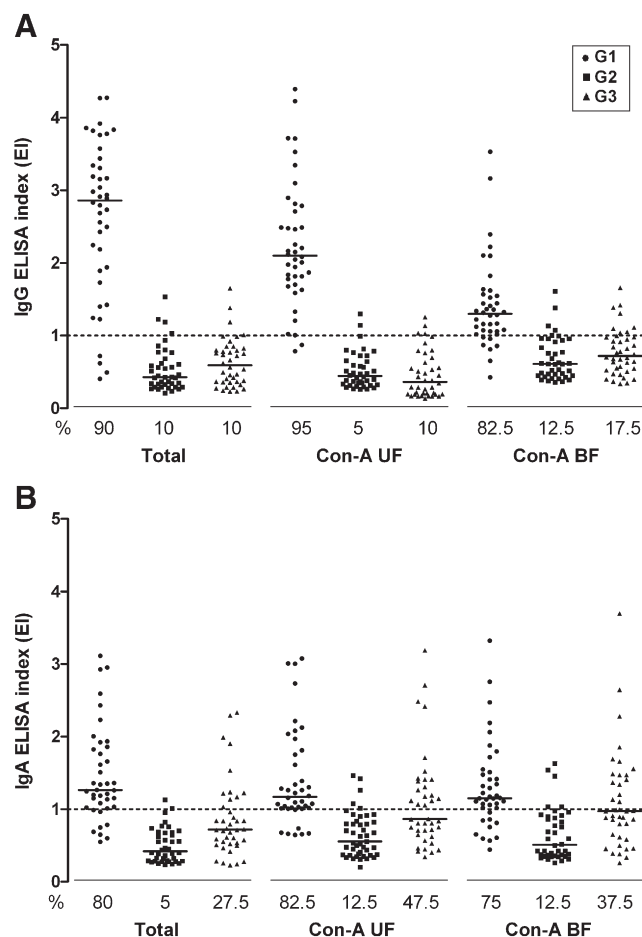 A
5
G1
G2
G3
4
3
2
1
0
IgG ELISA index (EI)
% 90 10 10 95 5 10 82.5 12.5 17.5
Total Con-A UF Con-A BF
B
5
4
3
2
1
0
IgA ELISA index (EI)
% 80 5 27.5 82.5 12.5 47.5 75 12.5 37.5
Total Con-A UF Con-A BF